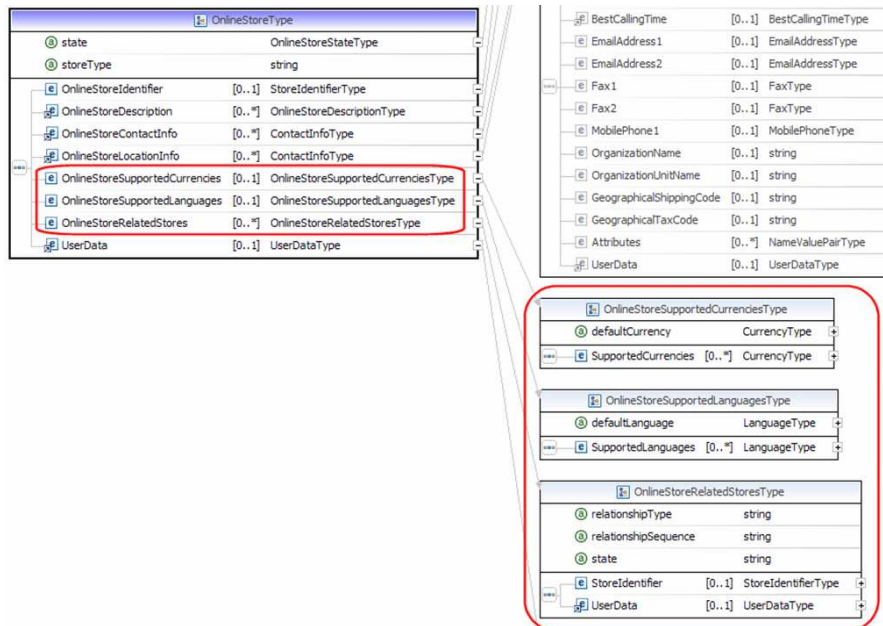 OnlineStoreType
state OnlineStoreStateType
storeType string
OnlineStoreIdentifier [0..1] StoreIdentifierType
OnlineStoreDescription [0..*] OnlineStoreDescriptionType
OnlineStoreContactInfo [0..*] ContactInfoType
OnlineStoreLocationInfo [0..*] ContactInfoType
OnlineStoreSupportedCurrencies [0..1] OnlineStoreSupportedCurrenciesType
OnlineStoreSupportedLanguages [0..1] OnlineStoreSupportedLanguagesType
OnlineStoreRelatedStores [0..*] OnlineStoreRelatedStoresType
UserData [0..1] UserDataType
BestCallingTime [0..1] BestCallingTimeType
EmailAddress1 [0..1] EmailAddressType
EmailAddress2 [0..1] EmailAddressType
Fax1 [0..1] FaxType
Fax2 [0..1] FaxType
MobilePhone1 [0..1] MobilePhoneType
OrganizationName [0..1] string
OrganizationUnitName [0..1] string
GeographicalShippingCode [0..1] string
GeographicalTaxCode [0..1] string
Attributes [0..*] NameValuePairType
UserData [0..1] UserDataType
OnlineStoreSupportedCurrenciesType
defaultCurrency CurrencyType
SupportedCurrencies [0..*] CurrencyType
OnlineStoreSupportedLanguagesType
defaultLanguage LanguageType
SupportedLanguages [0..*] LanguageType
OnlineStoreRelatedStoresType
relationshipType string
relationshipSequence string
state string
StoreIdentifier [0..1] StoreIdentifierType
UserData [0..1] UserDataType